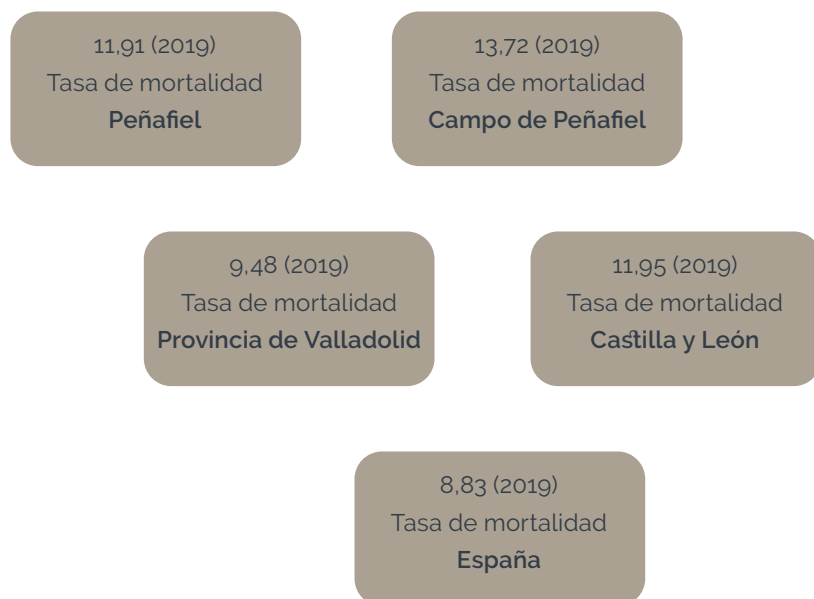 11,91 (2019)
Tasa de mortalidad
Peñafiel
13,72 (2019)
Tasa de mortalidad
Campo de Peñafiel
9,48 (2019)
Tasa de mortalidad
Provincia de Valladolid
11,95 (2019)
Tasa de mortalidad
Castilla y León
8,83 (2019)
Tasa de mortalidad
España